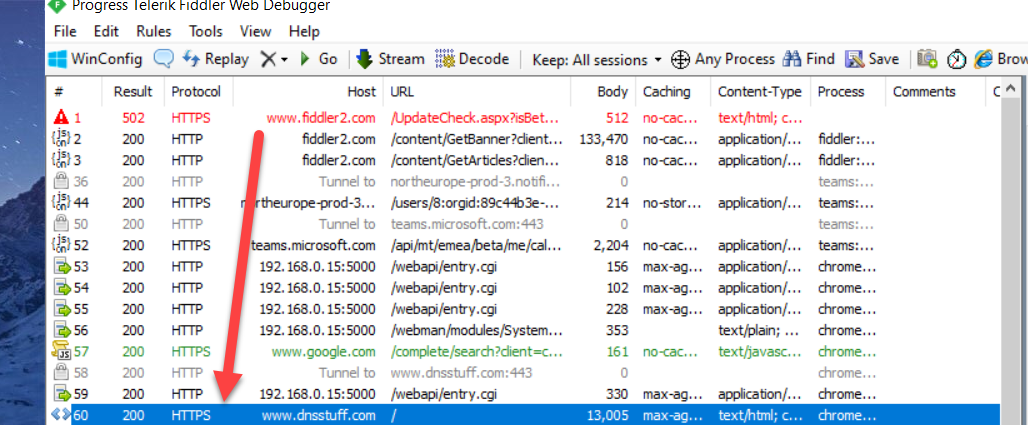 Progress Telerik Fiddler Web Debugger
File Edit Rules Tools View Help
WinConfig Replay Go Stream Decode Keep: All sessions Any Process Find Save Brow
# Result Protocol Host URL Body Caching Content-Type Process Comments C
1 502 HTTPS www.fiddler2.com /UpdateCheck.aspx?isBet... 512 no-cac... text/html; c...
{js on} 2 200 HTTP fiddler2.com /content/GetBanner?client... 133,470 no-cac... application/... fiddler:...
{js on} 3 200 HTTP fiddler2.com /content/GetArticles?clien... 818 no-cac... application/... fiddler:...
36 200 HTTP Tunnel to northeurope-prod-3.notifi... 0 teams:...
{js on} 44 200 HTTPS northeurope-prod-3... /users/8:orgid:89c44b3e-... 214 no-stor... application/... teams:...
50 200 HTTP Tunnel to teams.microsoft.com:443 0 teams:...
{js on} 52 200 HTTPS teams.microsoft.com /api/mt/emea/beta/me/cal... 2,204 no-cac... application/... teams:...
53 200 HTTP 192.168.0.15:5000 /webapi/entry.cgi 156 max-ag... application/... chrome...
54 200 HTTP 192.168.0.15:5000 /webapi/entry.cgi 102 max-ag... application/... chrome...
55 200 HTTP 192.168.0.15:5000 /webapi/entry.cgi 228 max-ag... application/... chrome...
56 200 HTTP 192.168.0.15:5000 /webman/modules/System... 353 text/plain; ... chrome...
JS 57 200 HTTPS www.google.com /complete/search?client=c... 161 no-cac... text/javasc... chrome...
58 200 HTTP Tunnel to www.dnsstuff.com:443 0 chrome...
59 200 HTTP 192.168.0.15:5000 /webapi/entry.cgi 330 max-ag... application/... chrome...
60 200 HTTPS www.dnsstuff.com / 13,005 max-ag... text/html; c... chrome...